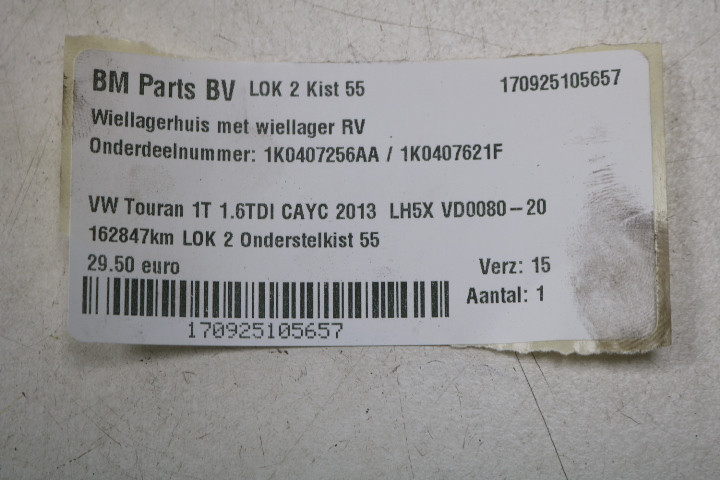 BM Parts BV LOK 2 Kist 55 170925105657
Wiellagerhuis met wiellager RV
Onderdeelnummer: 1K0407256AA / 1K0407621F
VW Touran 1T 1.6TDI CAYC 2013 LH5X VD0080-20
162847km LOK 2 Onderstelkist 55
29.50 euro Verz: 15
Aantal: 1
170925105657